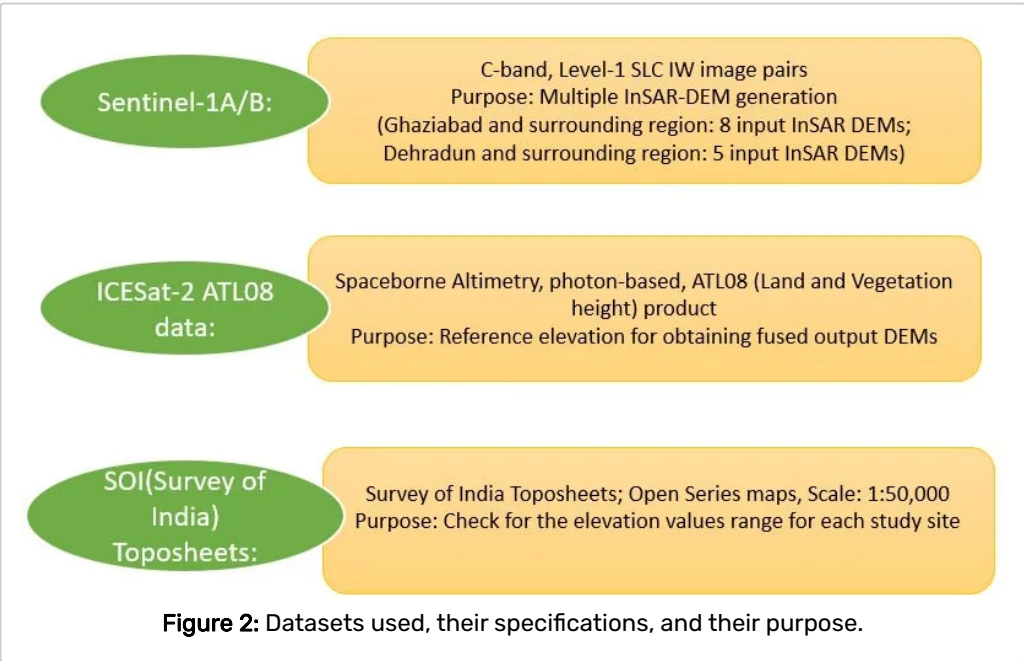 Sentinel-1A/B:
C-band, Level-1 SLC IW image pairs
Purpose: Multiple InSAR-DEM generation
(Ghaziabad and surrounding region: 8 input InSAR DEMs;
Dehradun and surrounding region: 5 input InSAR DEMs)
ICESat-2 ATL08
data:
Spaceborne Altimetry, photon-based, ATL08 (Land and Vegetation
height) product
Purpose: Reference elevation for obtaining fused output DEMs
SOI(Survey of
India)
Toposheets:
Survey of India Toposheets; Open Series maps, Scale: 1:50,000
Purpose: Check for the elevation values range for each study site
Figure 2: Datasets used, their specifications, and their purpose.